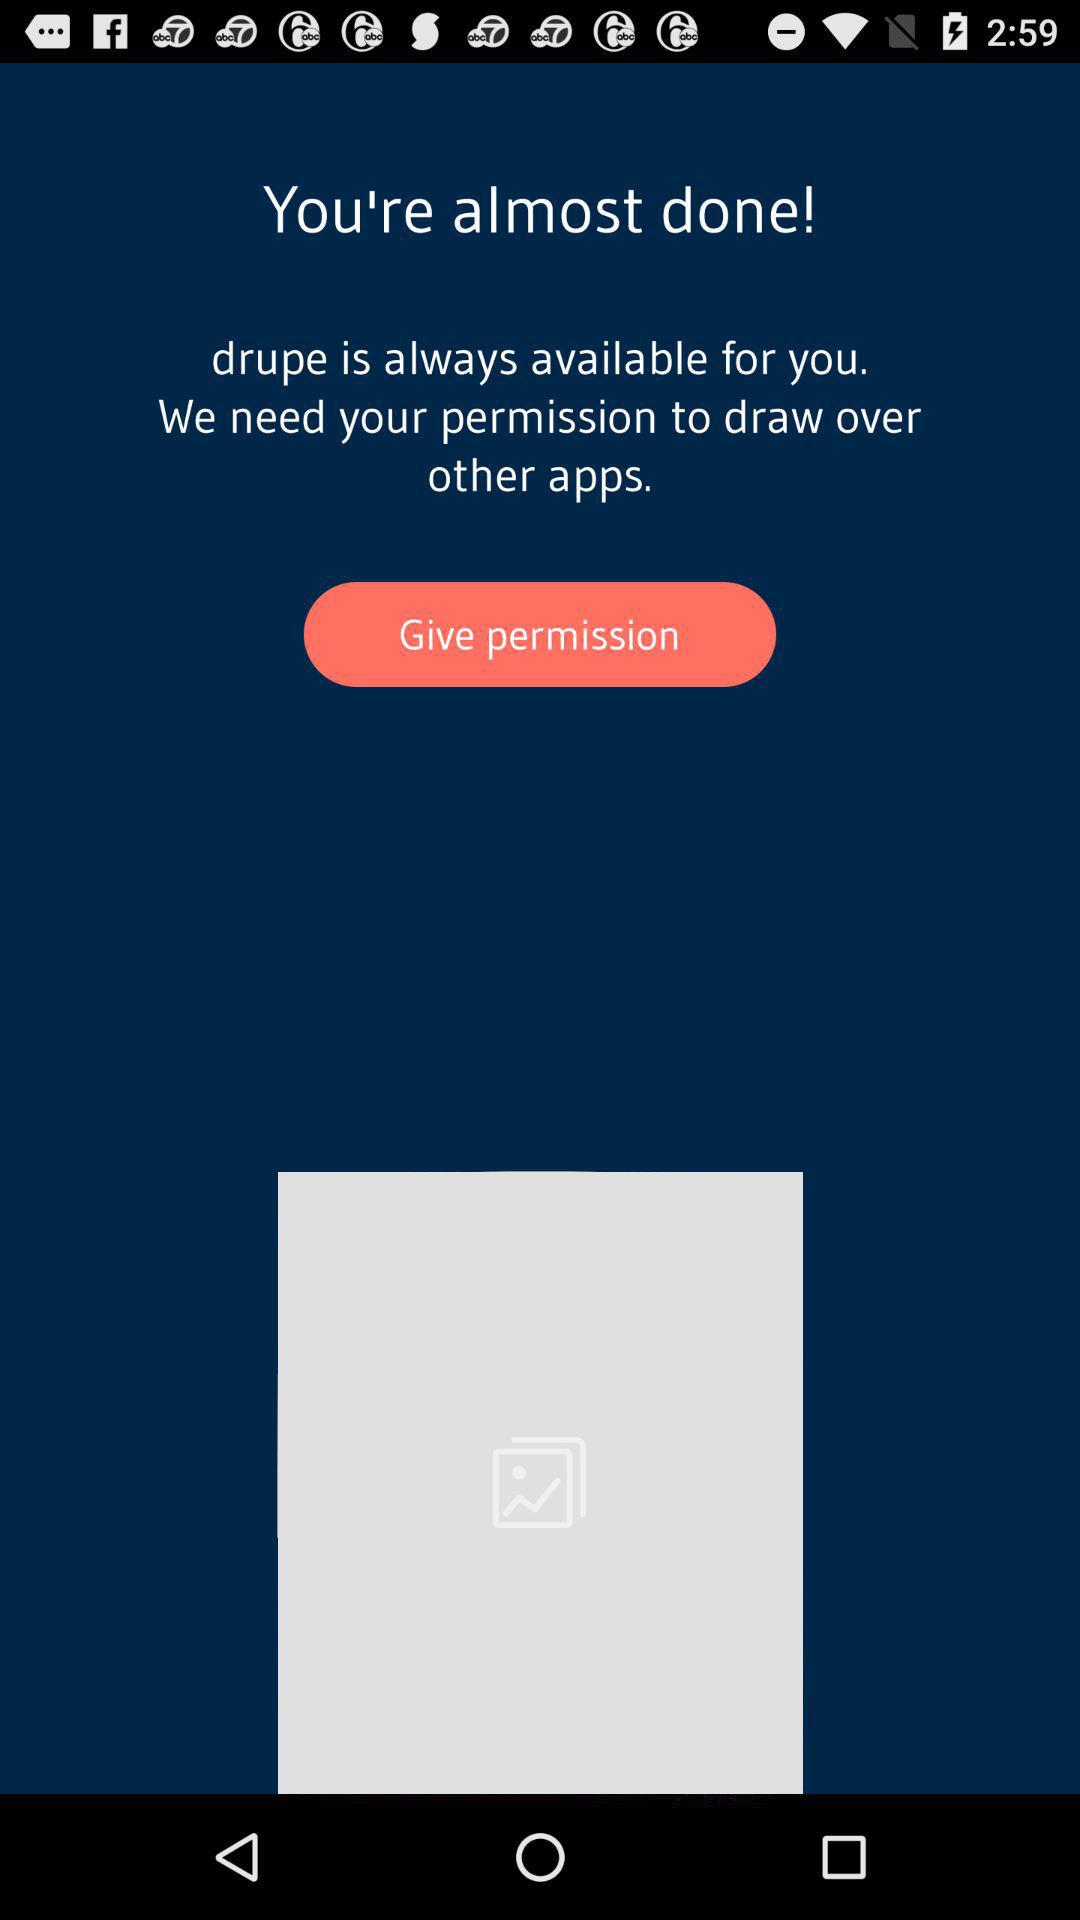 2:59
You're almost done!
drupe is always available for you.
We need your permission to draw over
other apps.
Give permission